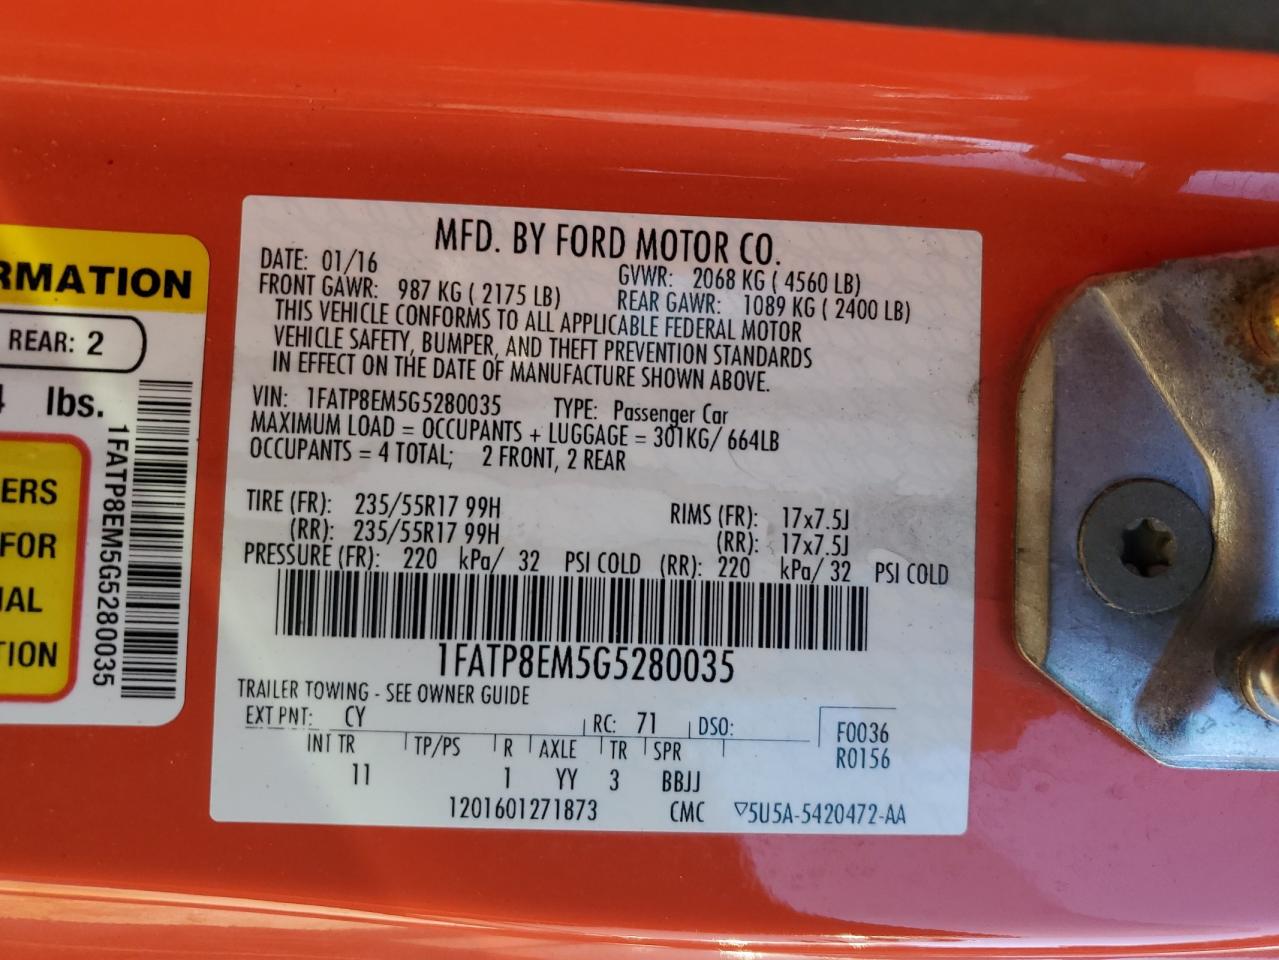 MFD. BY FORD MOTOR CO.
DATE: 01/16 GVWR: 2068 KG ( 4560 LB)
FRONT GAWR: 987 KG ( 2175 LB) REAR GAWR: 1089 KG ( 2400 LB)
THIS VEHICLE CONFORMS TO ALL APPLICABLE FEDERAL MOTOR
VEHICLE SAFETY, BUMPER, AND THEFT PREVENTION STANDARDS
IN EFFECT ON THE DATE OF MANUFACTURE SHOWN ABOVE.
VIN: 1FATP8EM5G5280035 TYPE: Passenger Car
MAXIMUM LOAD = OCCUPANTS + LUGGAGE = 301KG/ 664LB
OCCUPANTS = 4 TOTAL; 2 FRONT, 2 REAR
TIRE (FR): 235/55R17 99H RIMS (FR): 17x7.5J
(RR): 235/55R17 99H (RR): 17x7.5J
PRESSURE (FR): 220 kPa/ 32 PSI COLD (RR): 220 kPa/ 32 PSI COLD
1FATP8EM5G5280035
TRAILER TOWING - SEE OWNER GUIDE
EXT PNT: CY RC: 71 DSO: F0036
INT TR TP/PS R AXLE TR SPR R0156
11 1 YY 3 BBJJ
1201601271873 CMC ▽5U5A-5420472-AA
RMATION
REAR: 2
4 lbs.
1FATP8EM5G5280035
ERS
FOR
IAL
TION